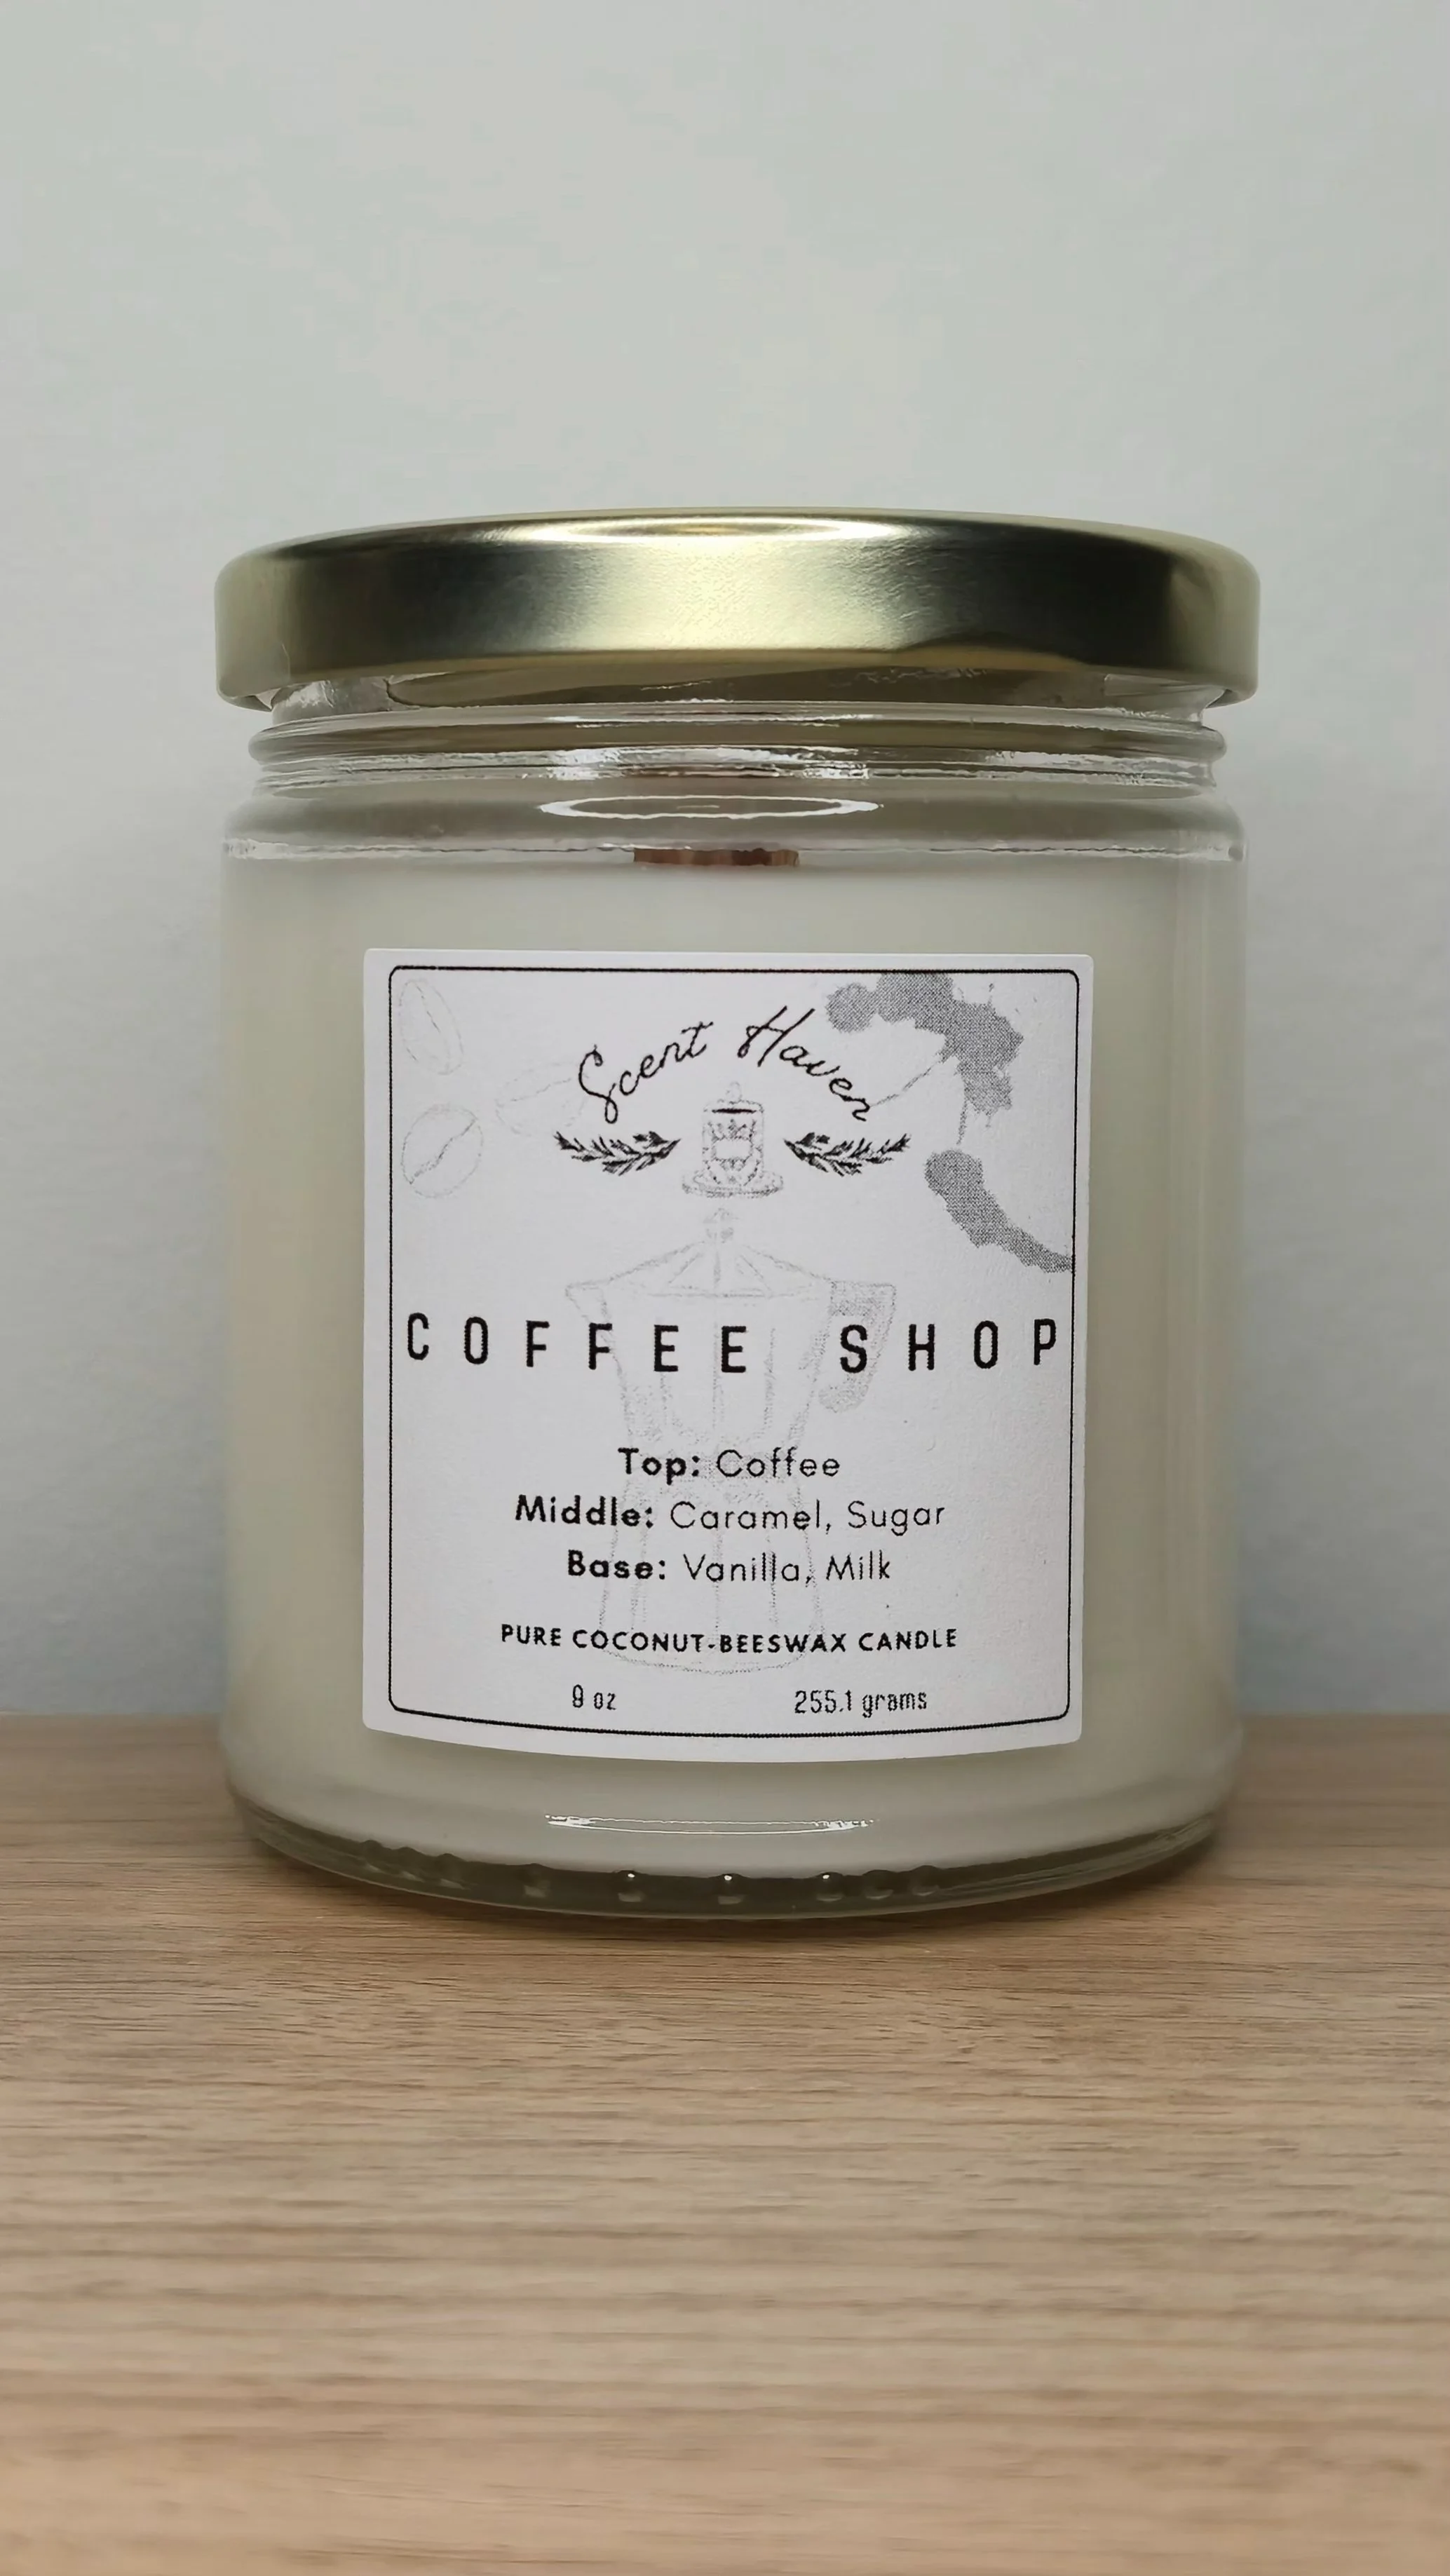 Scent Haven
COFFEE SHOP
Top: Coffee
Middle: Caramel, Sugar
Base: Vanilla, Milk
PURE COCONUT-BEESWAX CANDLE
9 oz 255.1 grams